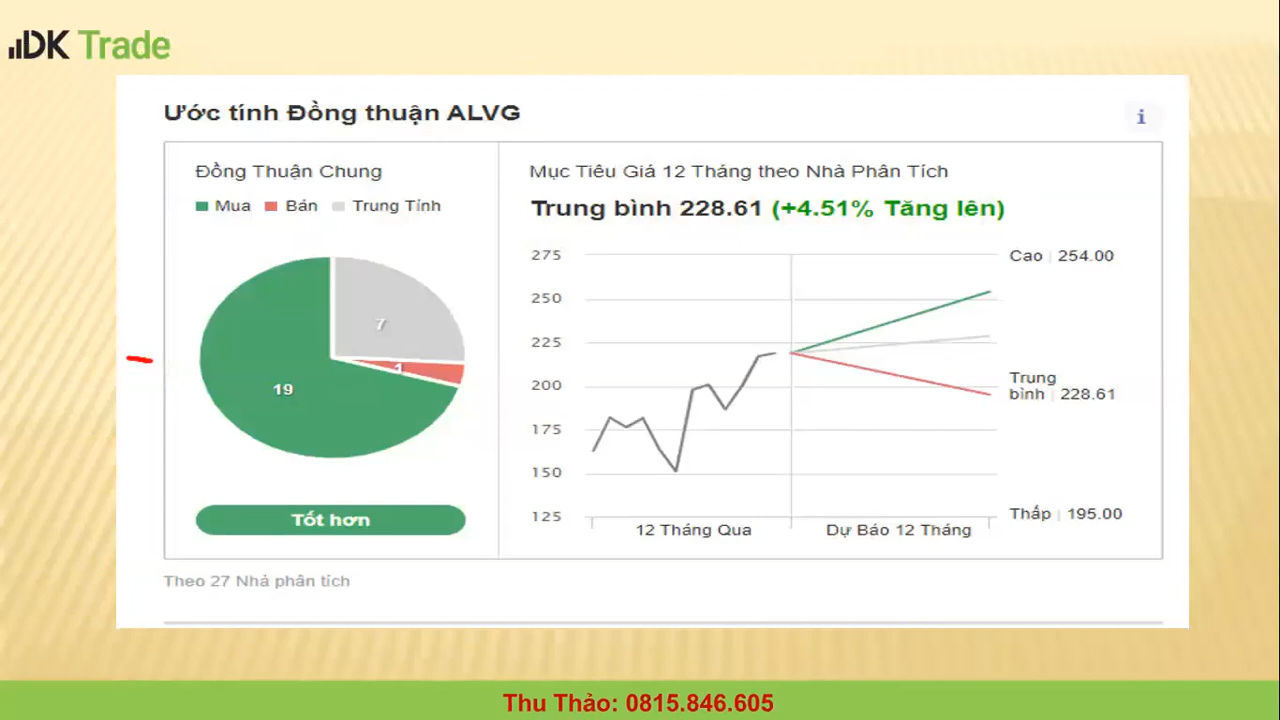 DK Trade
Ước tính Đồng thuận ALVG
i
Đồng Thuận Chung
Mua Bán Trung Tính
7
1
19
Tốt hơn
Theo 27 Nhà phân tích
Mục Tiêu Giá 12 Tháng theo Nhà Phân Tích
Trung bình 228.61 (+4.51% Tăng lên)
275
250
225
200
175
150
125
12 Tháng Qua
Dự Báo 12 Tháng
Cao | 254.00
Trung
bình | 228.61
Thấp | 195.00
Thu Thảo: 0815.846.605